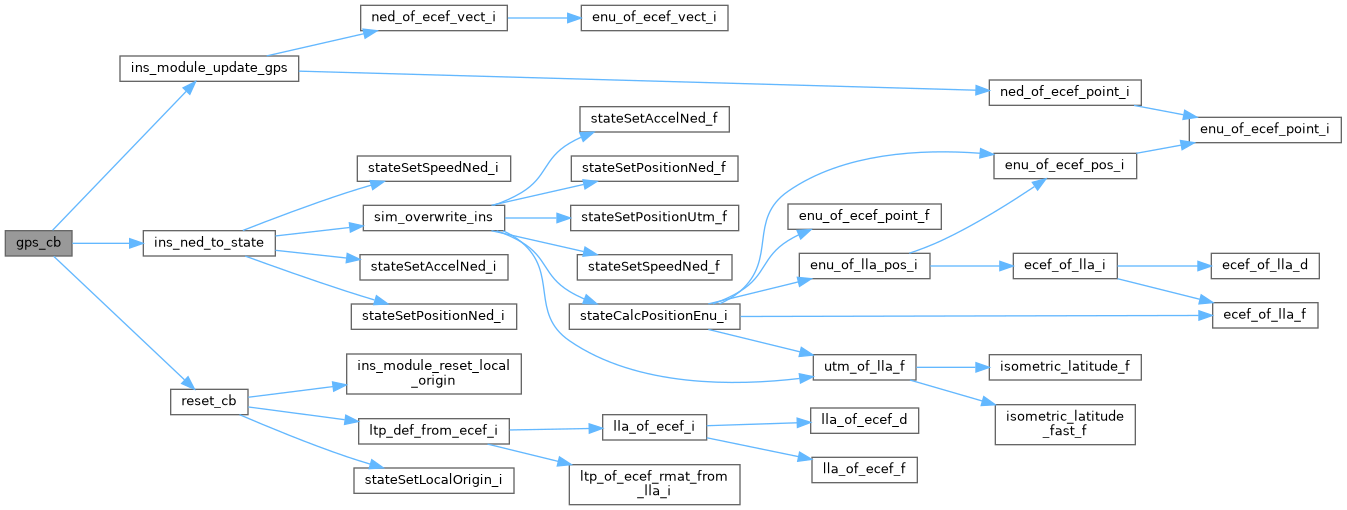 ned_of_ecef_vect_i
enu_of_ecef_vect_i
ins_module_update_gps
ned_of_ecef_point_i
stateSetAccelNed_f
enu_of_ecef_point_i
stateSetSpeedNed_i
stateSetPositionNed_f
enu_of_ecef_pos_i
sim_overwrite_ins
stateSetPositionUtm_f
enu_of_ecef_point_f
gps_cb
ins_ned_to_state
stateSetAccelNed_i
stateSetSpeedNed_f
enu_of_lla_pos_i
ecef_of_lla_i
ecef_of_lla_d
stateSetPositionNed_i
stateCalcPositionEnu_i
ecef_of_lla_f
ins_module_reset_local
_origin
utm_of_lla_f
isometric_latitude_f
reset_cb
isometric_latitude
_fast_f
ltp_def_from_ecef_i
lla_of_ecef_i
lla_of_ecef_d
stateSetLocalOrigin_i
ltp_of_ecef_rmat_from
_lla_i
lla_of_ecef_f